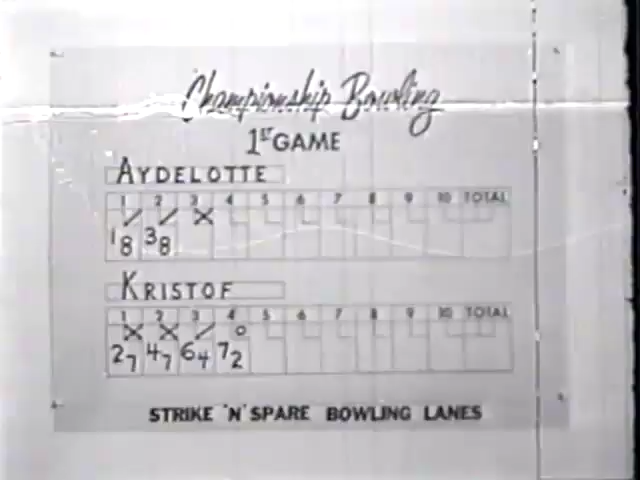 Championship Bowling
1ST GAME
AYDELOTTE
1 2 3 4 5 6 7 8 9 10 TOTAL
/ / X
18 38
KRISTOF
1 2 3 4 5 6 7 8 9 10 TOTAL
X X / O
27 47 64 72
STRIKE 'N' SPARE BOWLING LANES